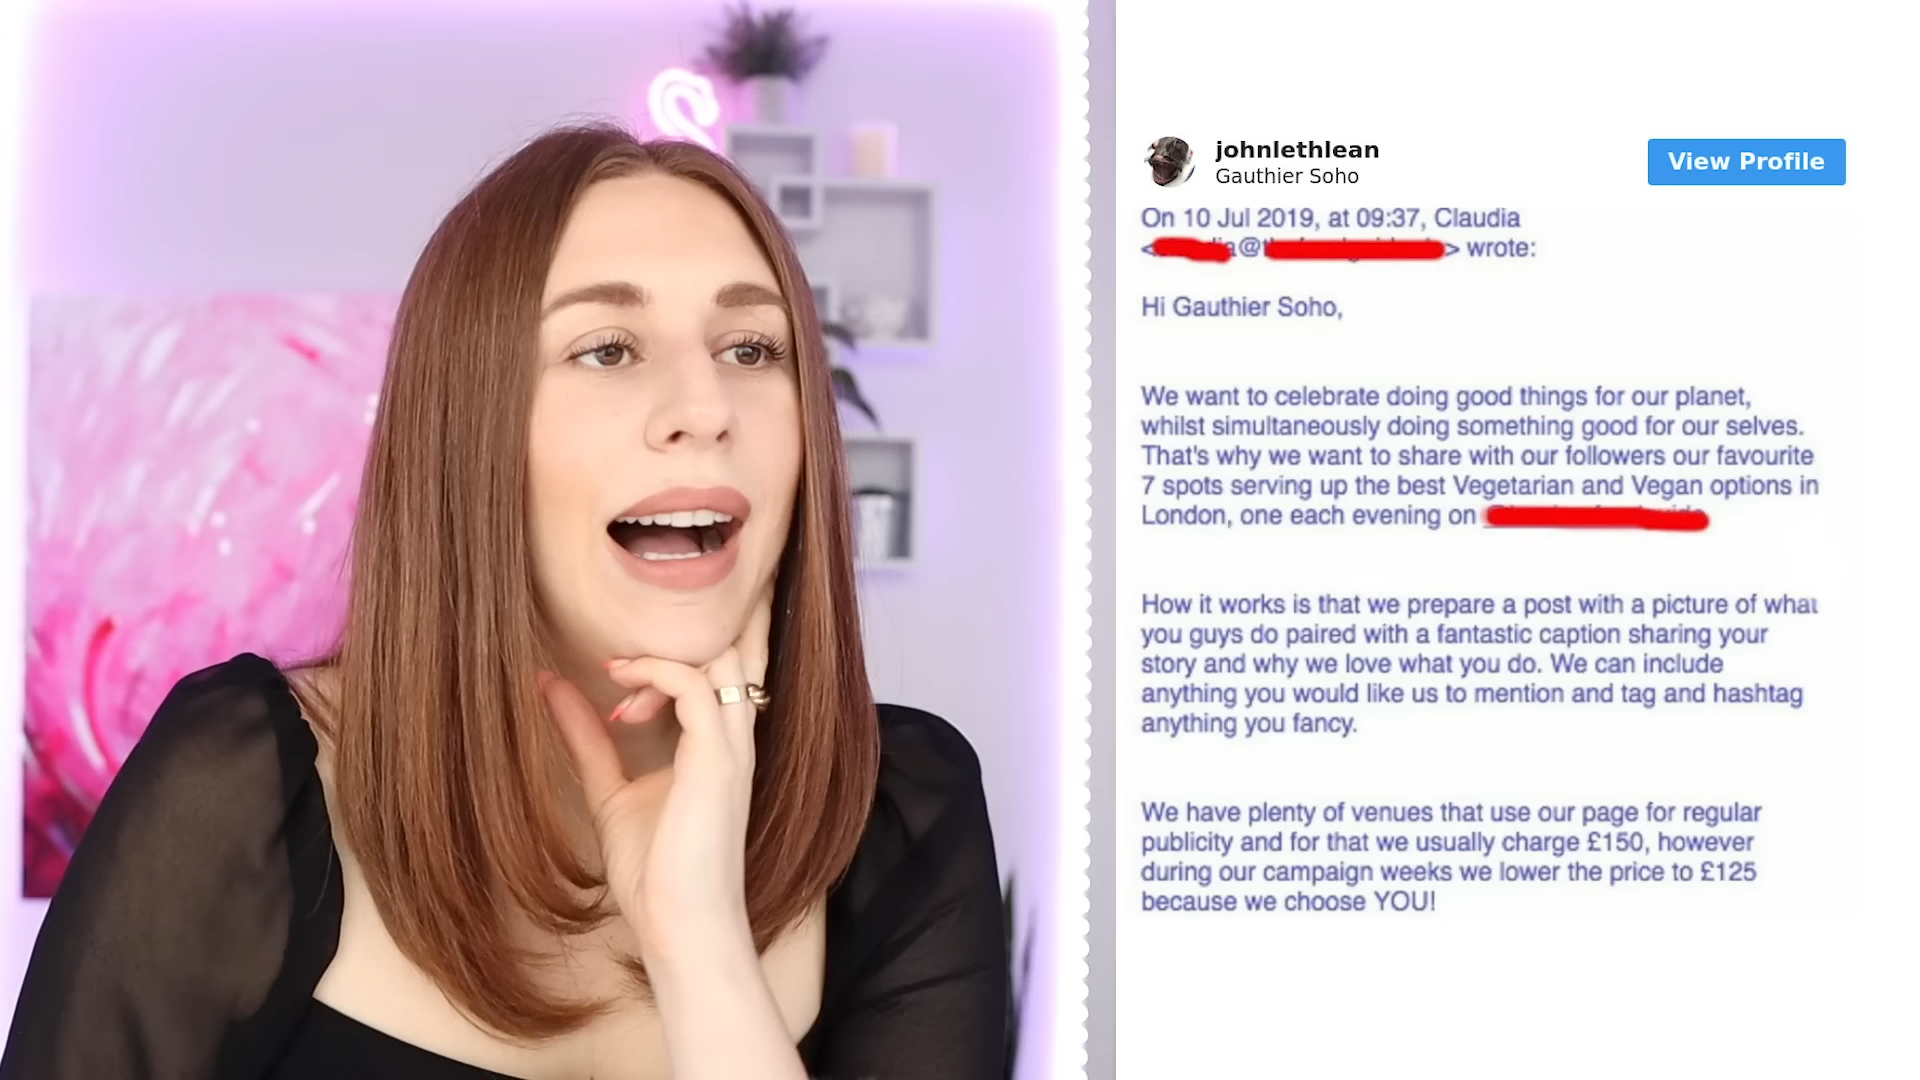 johnlethlean
Gauthier Soho
View Profile
On 10 Jul 2019, at 09:37, Claudia
> wrote:
Hi Gauthier Soho,
We want to celebrate doing good things for our planet,
whilst simultaneously doing something good for our selves.
That's why we want to share with our followers our favourite
7 spots serving up the best Vegetarian and Vegan options in
London, one each evening on
How it works is that we prepare a post with a picture of what
you guys do paired with a fantastic caption sharing your
story and why we love what you do. We can include
anything you would like us to mention and tag and hashtag
anything you fancy.
We have plenty of venues that use our page for regular
publicity and for that we usually charge £150, however
during our campaign weeks we lower the price to £125
because we choose YOU!